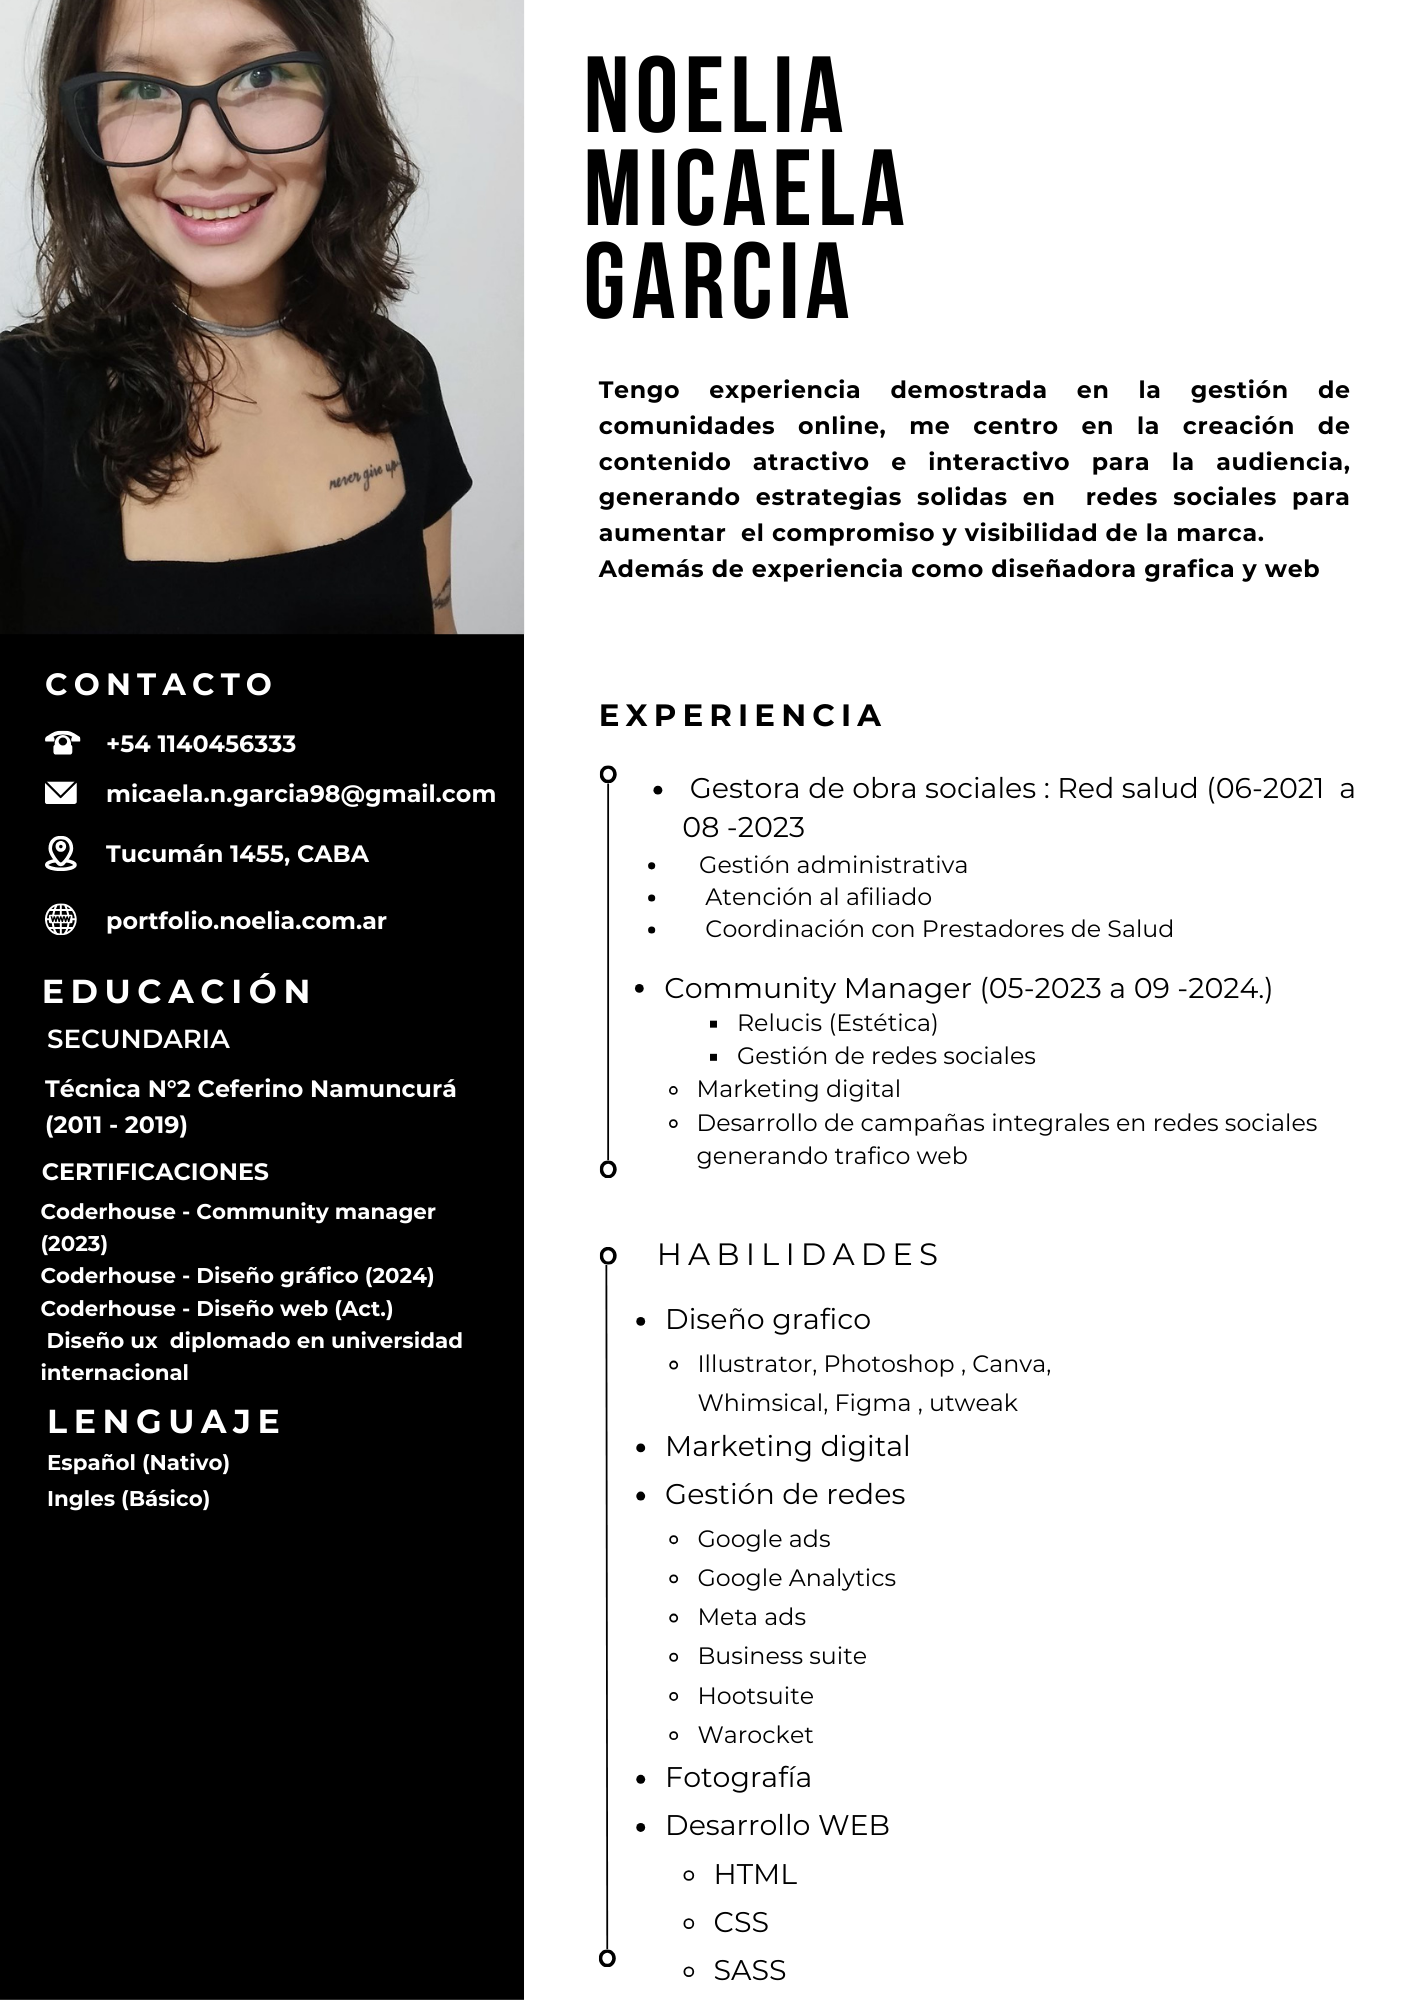 NOELIA
MICAELA
GARCIA
Tengo experiencia demostrada en la gestión de
comunidades online, me centro en la creación de
contenido atractivo e interactivo para la audiencia,
generando estrategias solidas en redes sociales para
aumentar el compromiso y visibilidad de la marca.
Además de experiencia como diseñadora grafica y web
never give up
CONTACTO
+54 1140456333
micaela.n.garcia98@gmail.com
Tucumán 1455, CABA
portfolio.noelia.com.ar
EDUCACIÓN
SECUNDARIA
Técnica N°2 Ceferino Namuncurá
(2011 - 2019)
CERTIFICACIONES
Coderhouse - Community manager
(2023)
Coderhouse - Diseño gráfico (2024)
Coderhouse - Diseño web (Act.)
Diseño ux diplomado en universidad
internacional
LENGUAJE
Español (Nativo)
Ingles (Básico)
EXPERIENCIA
Gestora de obra sociales : Red salud (06-2021 a
08 -2023
Gestión administrativa
Atención al afiliado
Coordinación con Prestadores de Salud
Community Manager (05-2023 a 09 -2024.)
Relucis (Estética)
Gestión de redes sociales
Marketing digital
Desarrollo de campañas integrales en redes sociales
generando trafico web
HABILIDADES
Diseño grafico
Illustrator, Photoshop , Canva,
Whimsical, Figma , utweak
Marketing digital
Gestión de redes
Google ads
Google Analytics
Meta ads
Business suite
Hootsuite
Warocket
Fotografía
Desarrollo WEB
HTML
CSS
SASS